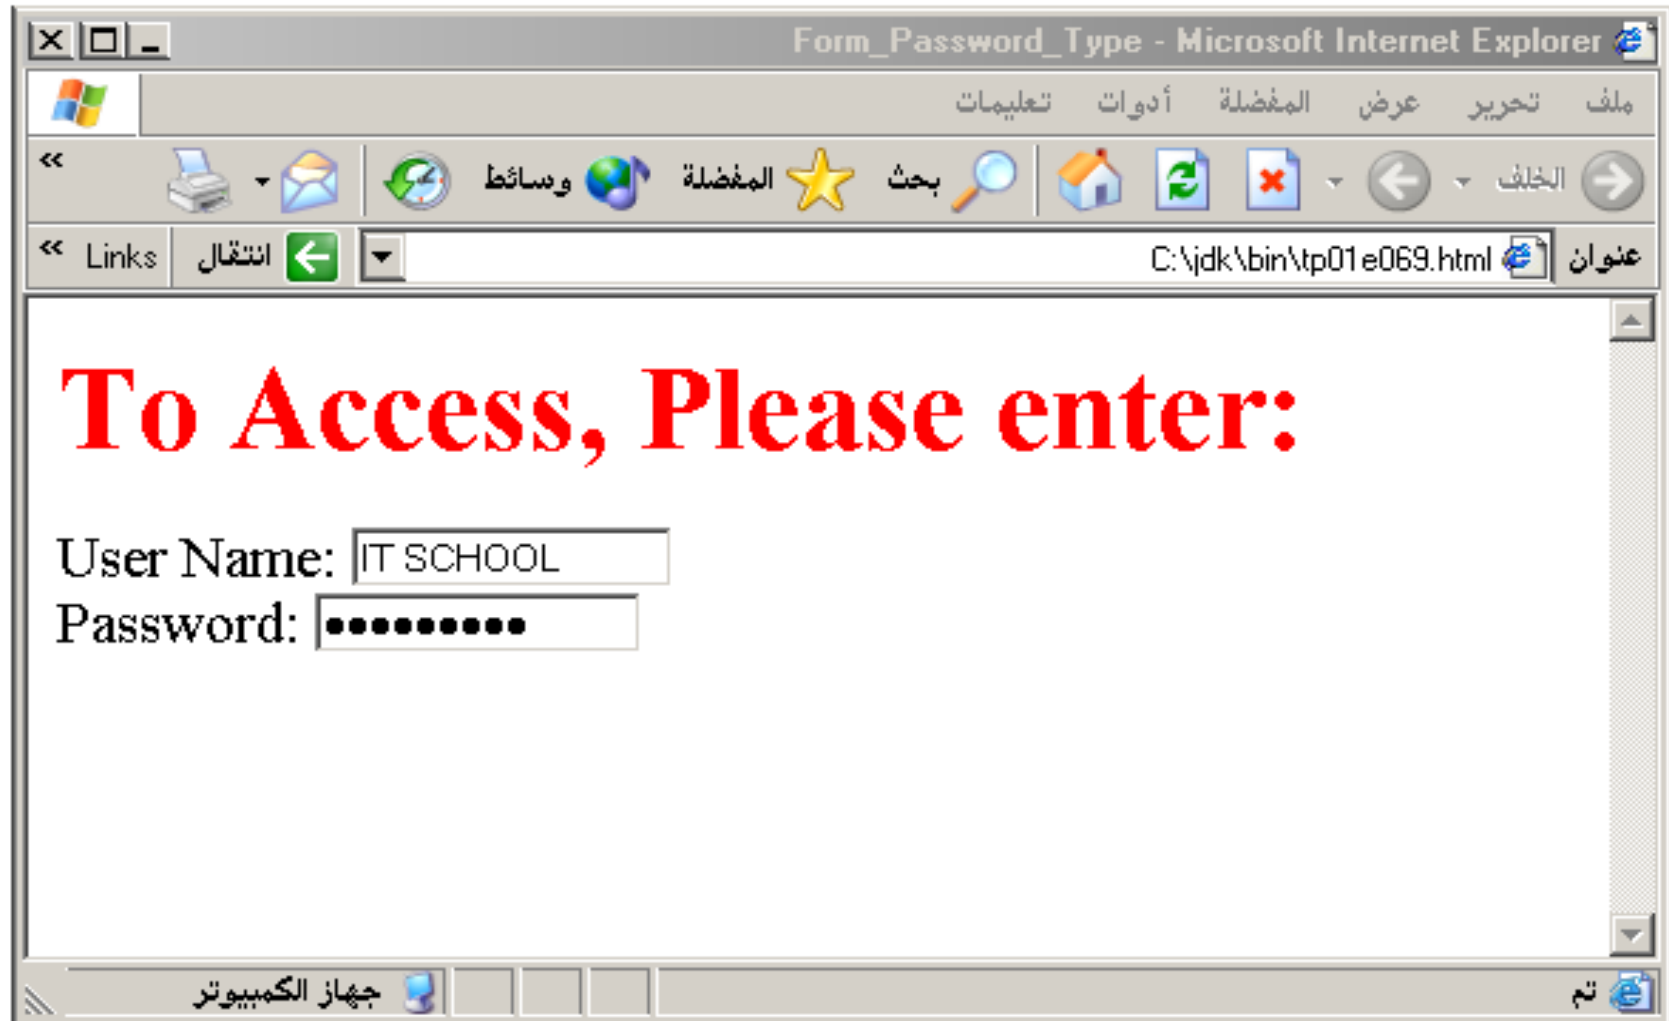 Form_Password_Type - Microsoft Internet Explorer
ملف تحرير عرض المفضلة أدوات تعليمات
الخلف بحث المفضلة وسائط »
عنوان C:\jdk\bin\tp01e069.html انتقال Links »
To Access, Please enter:
User Name: IT SCHOOL
Password: •••••••••
تم جهاز الكمبيوتر